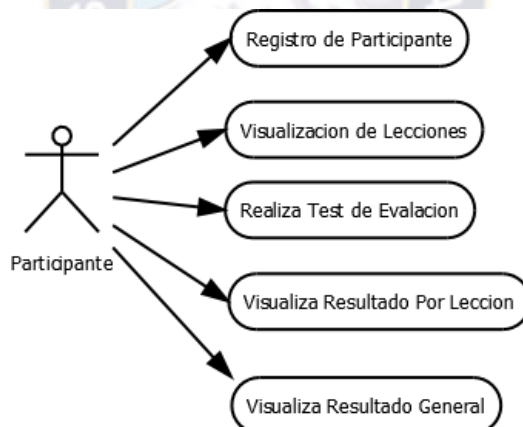 Registro de Participante
Visualizacion de Lecciones
Realiza Test de Evalacion
Participante
Visualiza Resultado Por Leccion
Visualiza Resultado General